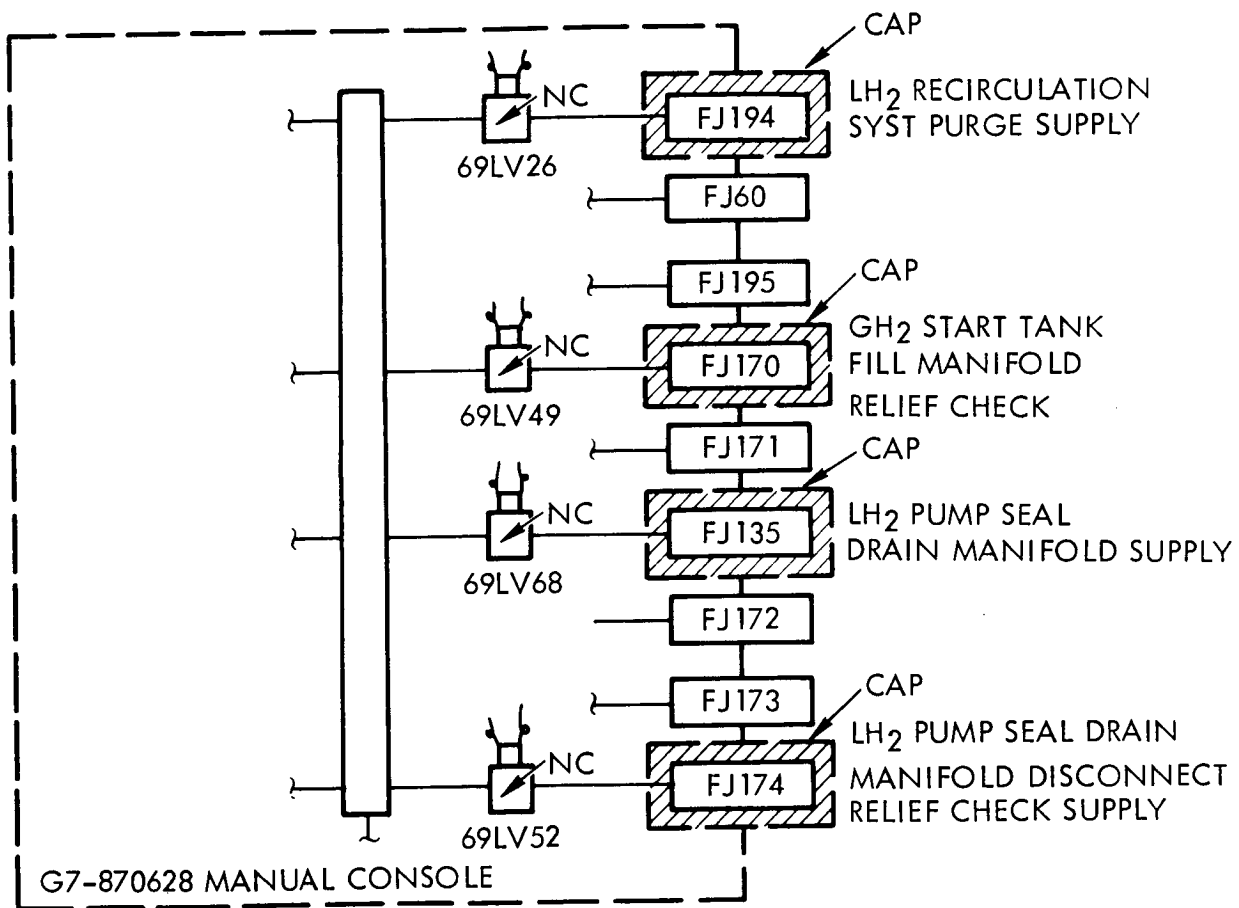 CAP
NC
FJ194
LH2 RECIRCULATION
SYST PURGE SUPPLY
69LV26
FJ60
FJ195
CAP
NC
FJ170
GH2 START TANK
FILL MANIFOLD
RELIEF CHECK
69LV49
FJ171
CAP
NC
FJ135
LH2 PUMP SEAL
DRAIN MANIFOLD SUPPLY
69LV68
FJ172
FJ173
CAP
NC
FJ174
LH2 PUMP SEAL DRAIN
MANIFOLD DISCONNECT
RELIEF CHECK SUPPLY
69LV52
G7-870628 MANUAL CONSOLE